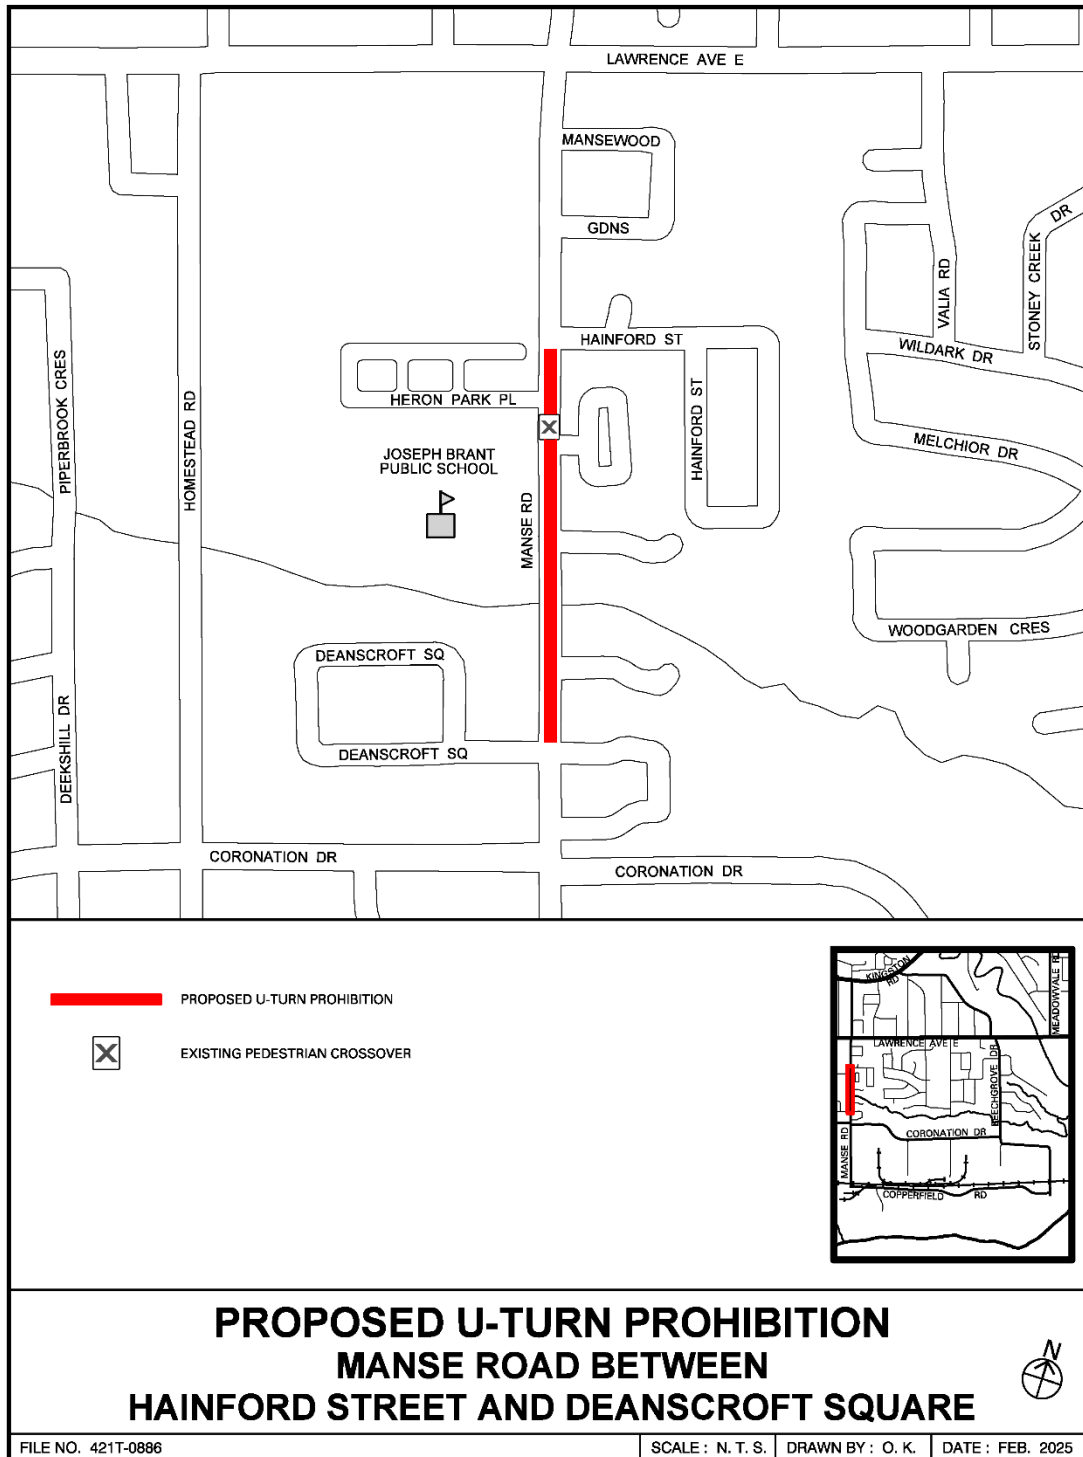 LAWRENCE AVE E
MANSEWOOD
GDNS
STONEY CREEK DR
VALIA RD
HAINFORD ST
WILDARK DR
PIPERBROOK CRES
HOMESTEAD RD
HERON PARK PL
HAINFORD ST
MELCHIOR DR
JOSEPH BRANT
PUBLIC SCHOOL
MANSE RD
WOODGARDEN CRES
DEANSCROFT SQ
DEEKSHILL DR
DEANSCROFT SQ
CORONATION DR
CORONATION DR
PROPOSED U-TURN PROHIBITION
EXISTING PEDESTRIAN CROSSOVER
KINGSTON
RD
MEADOWVALE RD
LAWRENCE AVE E
BEECHGROVE DR
MANSE RD
CORONATION DR
COPPERFIELD RD
PROPOSED U-TURN PROHIBITION
MANSE ROAD BETWEEN
HAINFORD STREET AND DEANSCROFT SQUARE
N
FILE NO. 421T-0886
SCALE : N. T. S.
DRAWN BY : O. K.
DATE : FEB. 2025